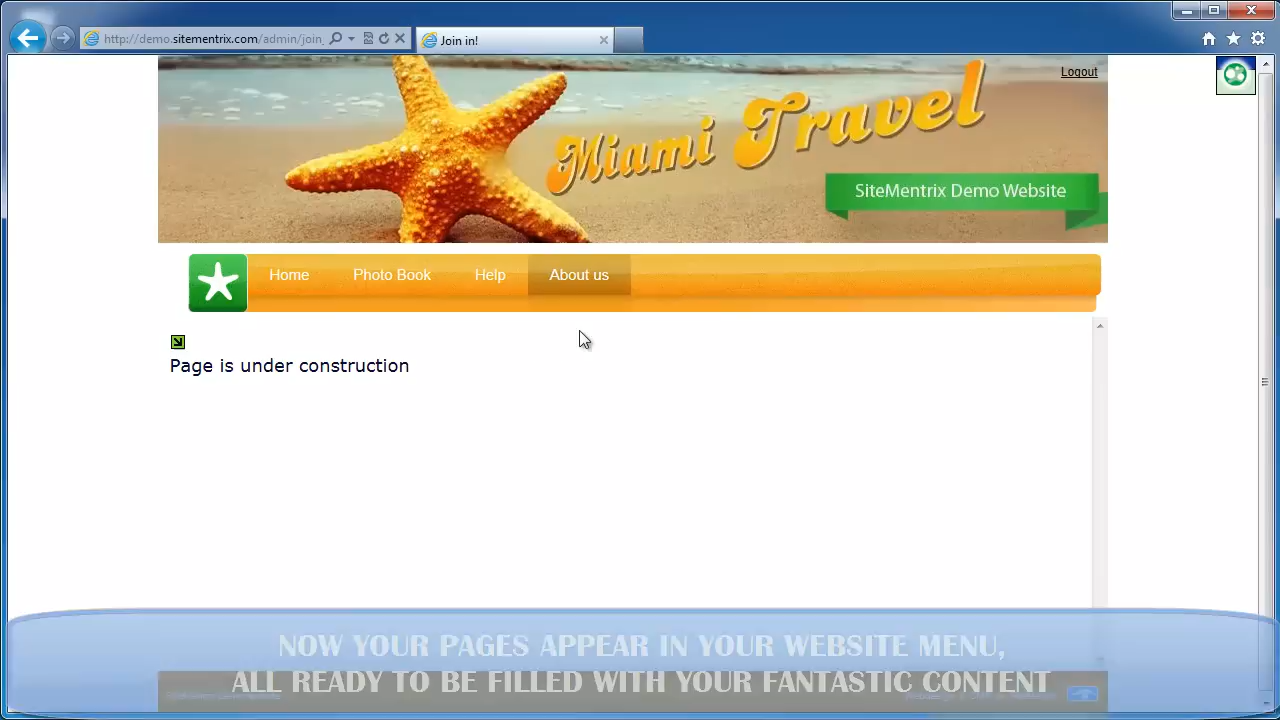 http://demo.sitementrix.com/admin/join_
Join in!
Logout
Miami Travel
SiteMentrix Demo Website
Home
Photo Book
Help
About us
Page is under construction
NOW YOUR PAGES APPEAR IN YOUR WEBSITE MENU,
ALL READY TO BE FILLED WITH YOUR FANTASTIC CONTENT